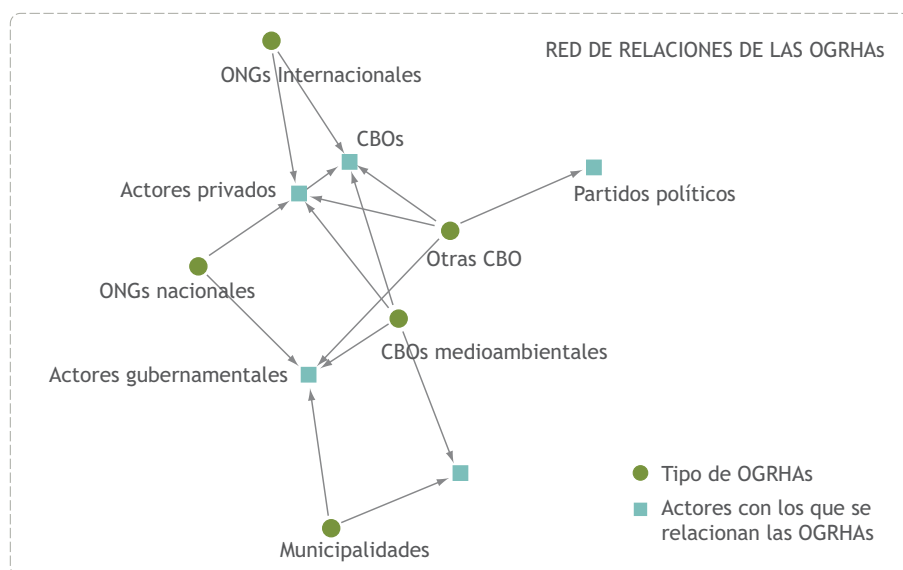 RED DE RELACIONES DE LAS OGRHAs
ONGs Internacionales
CBOs
Actores privados
Partidos políticos
Otras CBO
ONGs nacionales
CBOs medioambientales
Actores gubernamentales
Tipo de OGRHAs
Actores con los que se
relacionan las OGRHAs
Municipalidades